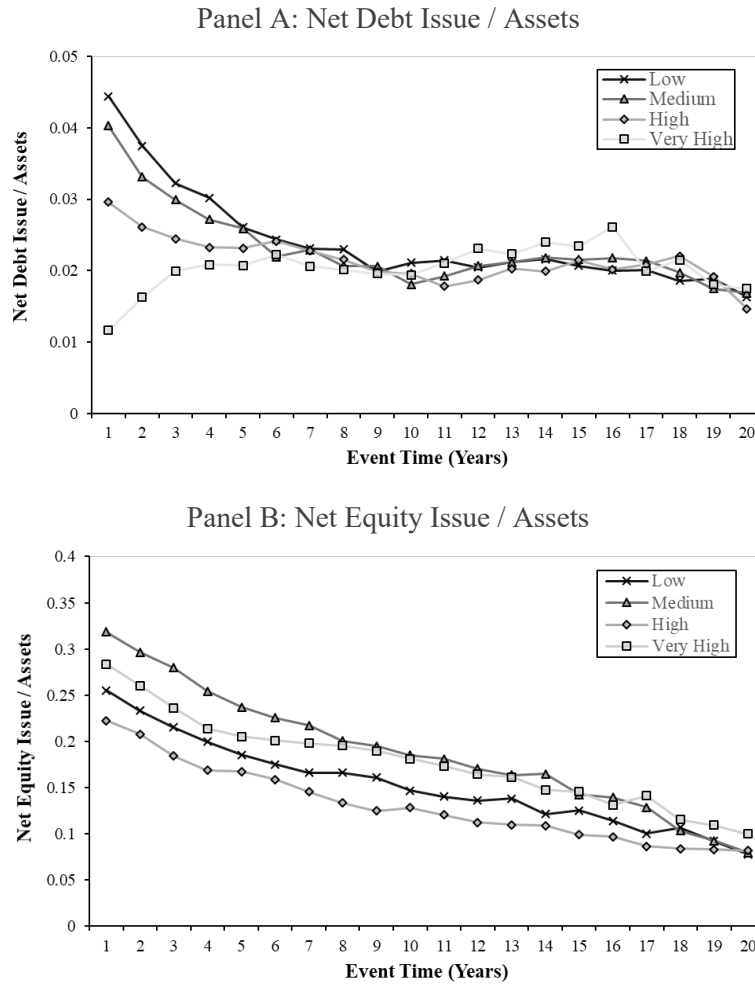 Panel A: Net Debt Issue / Assets
0.05
0.04
0.03
0.02
0.01
0
Net Debt Issue / Assets
Low
Medium
High
Very High
1 2 3 4 5 6 7 8 9 10 11 12 13 14 15 16 17 18 19 20
Event Time (Years)
Panel B: Net Equity Issue / Assets
0.4
0.35
0.3
0.25
0.2
0.15
0.1
0.05
0
Net Equity Issue / Assets
Low
Medium
High
Very High
1 2 3 4 5 6 7 8 9 10 11 12 13 14 15 16 17 18 19 20
Event Time (Years)